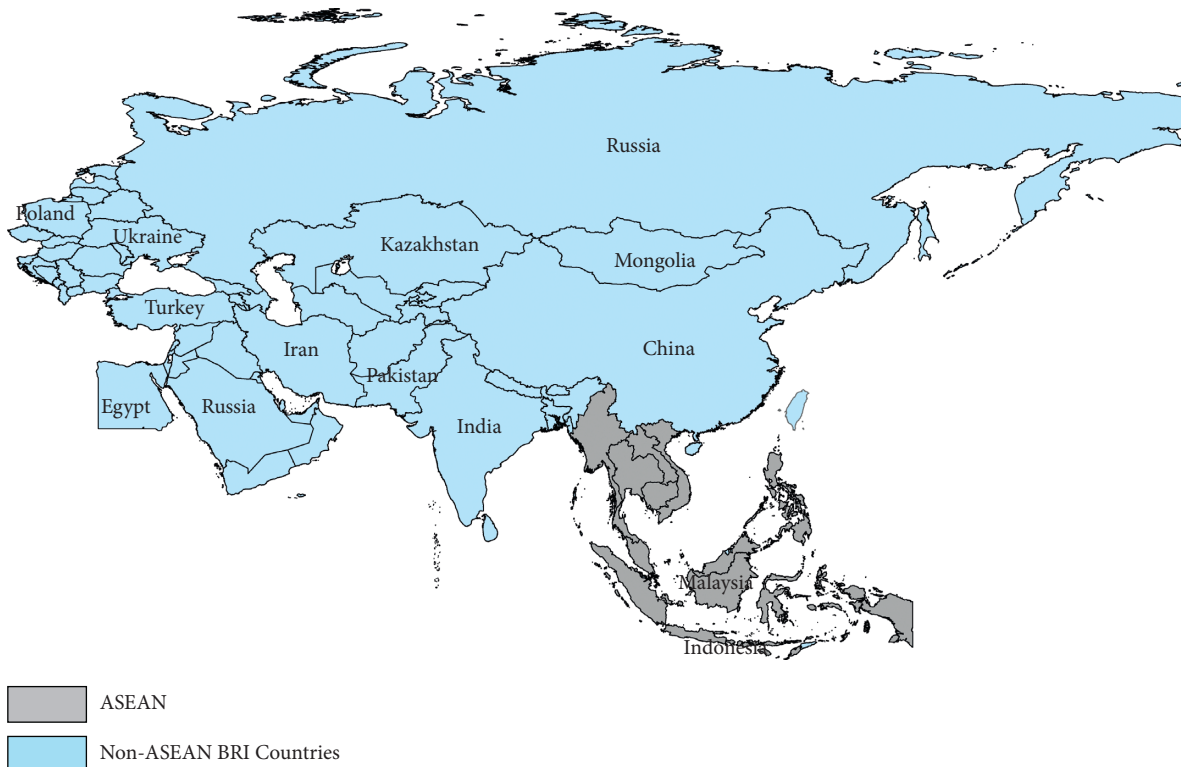 Russia
Poland
Ukraine
Kazakhstan
Mongolia
Turkey
Iran
China
Pakistan
Egypt
Russia
India
Malaysia
Indonesia
ASEAN
Non-ASEAN BRI Countries